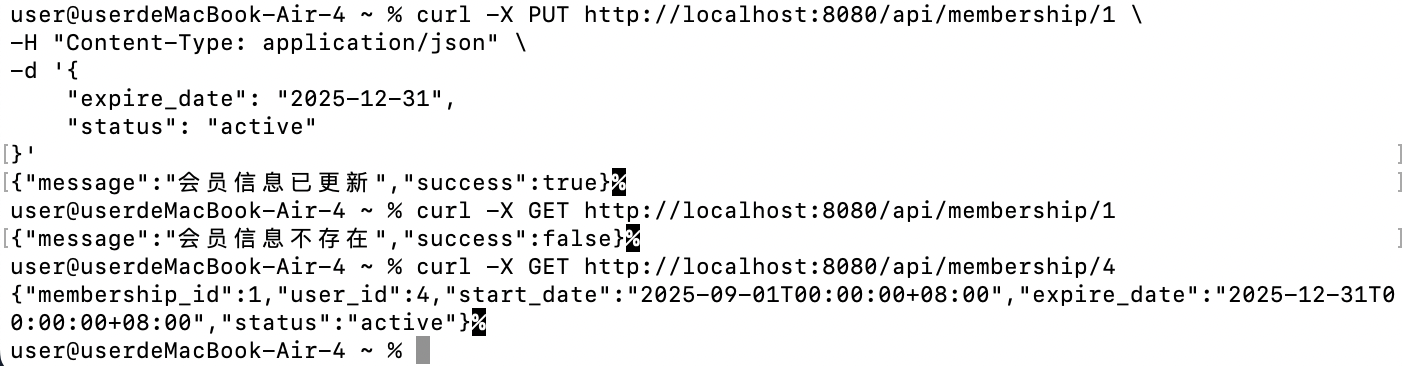 user@userdeMacBook-Air-4 ~ % curl -X PUT http://localhost:8080/api/membership/1 \
-H "Content-Type: application/json" \
-d '{
     "expire_date": "2025-12-31",
     "status": "active"
[}' ]
[{"message":"会员信息已更新","success":true}% ]
user@userdeMacBook-Air-4 ~ % curl -X GET http://localhost:8080/api/membership/1
[{"message":"会员信息不存在","success":false}% ]
user@userdeMacBook-Air-4 ~ % curl -X GET http://localhost:8080/api/membership/4
{"membership_id":1,"user_id":4,"start_date":"2025-09-01T00:00:00+08:00","expire_date":"2025-12-31T0
0:00:00+08:00","status":"active"}%
user@userdeMacBook-Air-4 ~ %